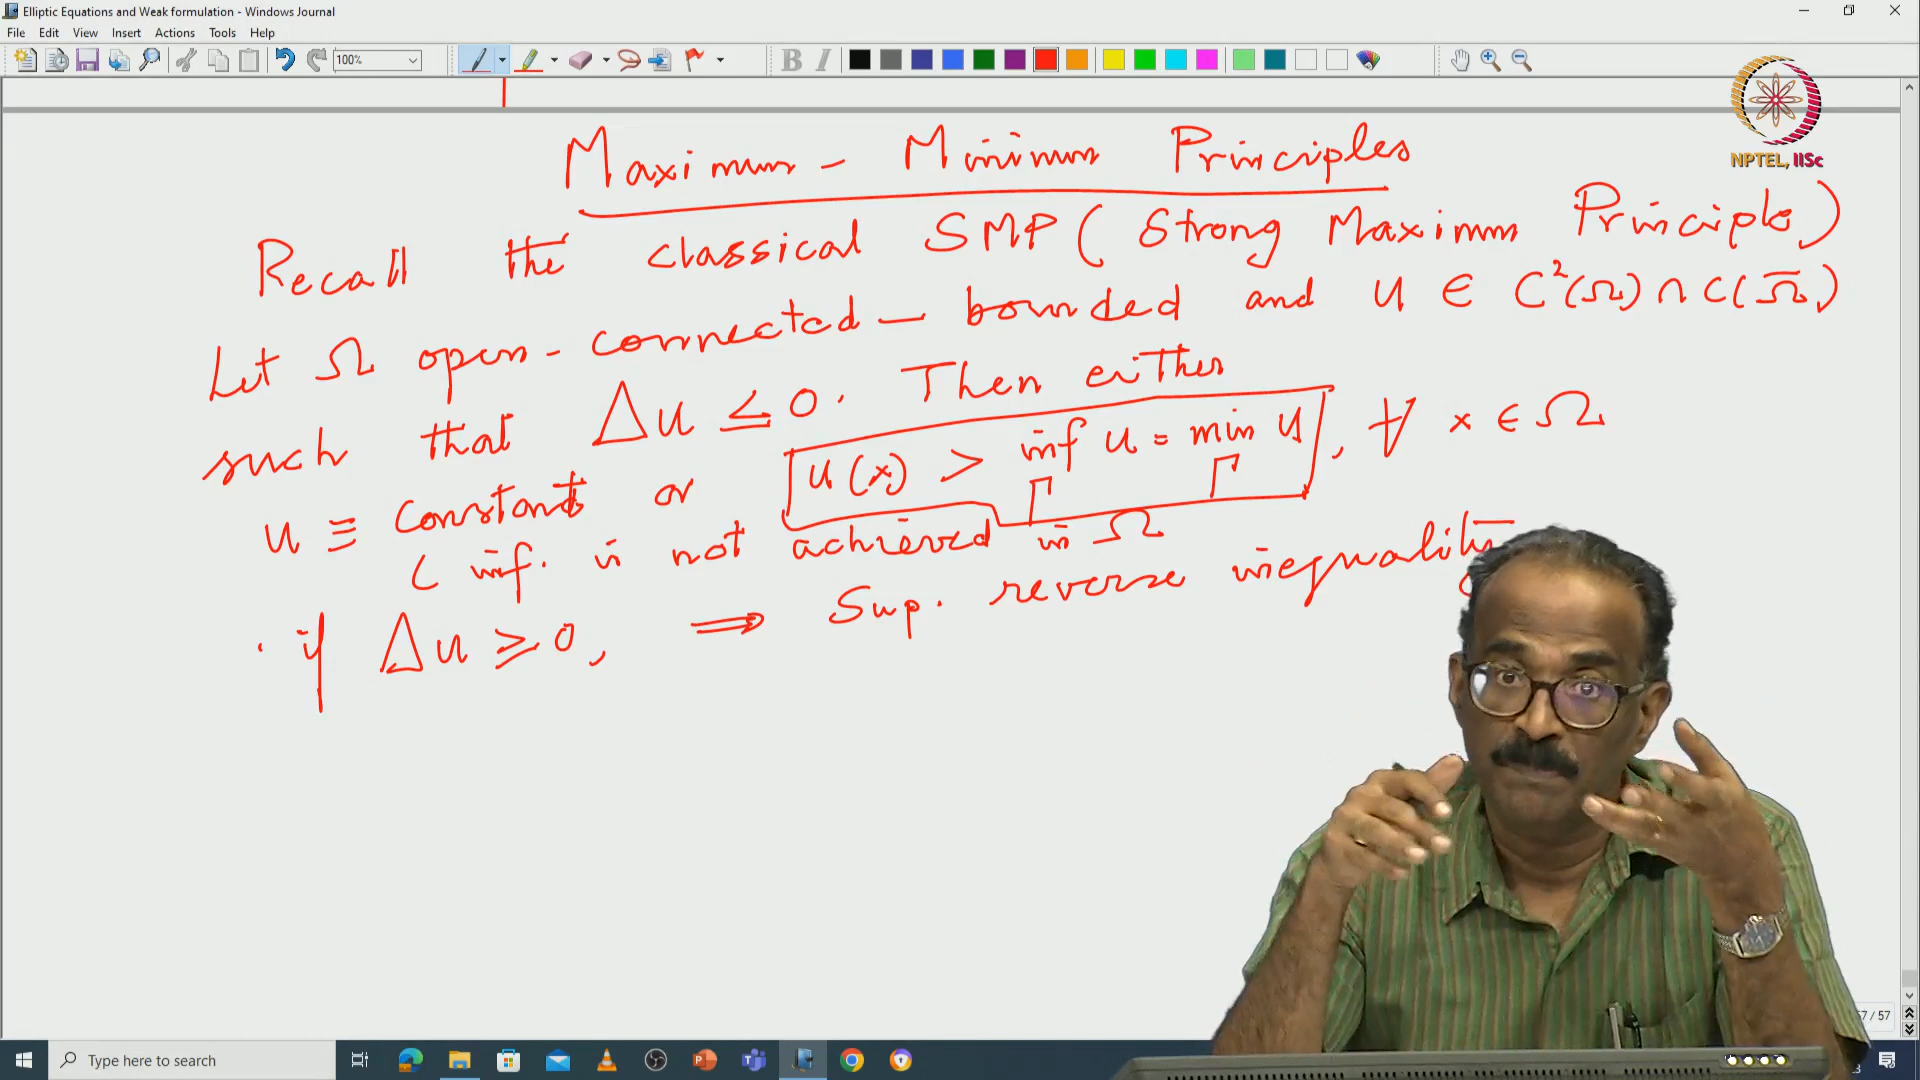 Elliptic Equations and Weak formulation - Windows Journal
File Edit View Insert Actions Tools Help
100%
B I
NPTEL, IISc
Maximum - Minimum Principles
Recall the classical SMP ( Strong Maximum Principle)
Let Ω open - connected - bounded and u ∈ C²(Ω) ∩ C(Ω̅)
such that Δu ≤ 0. Then either
u ≡ constant or u(x) > inf u = min u, ∀ x ∈ Ω
Γ Γ
( inf. is not achieved in Ω
. if Δu ≥ 0, ⟹ Sup. reverse inequality
57 / 57
Type here to search